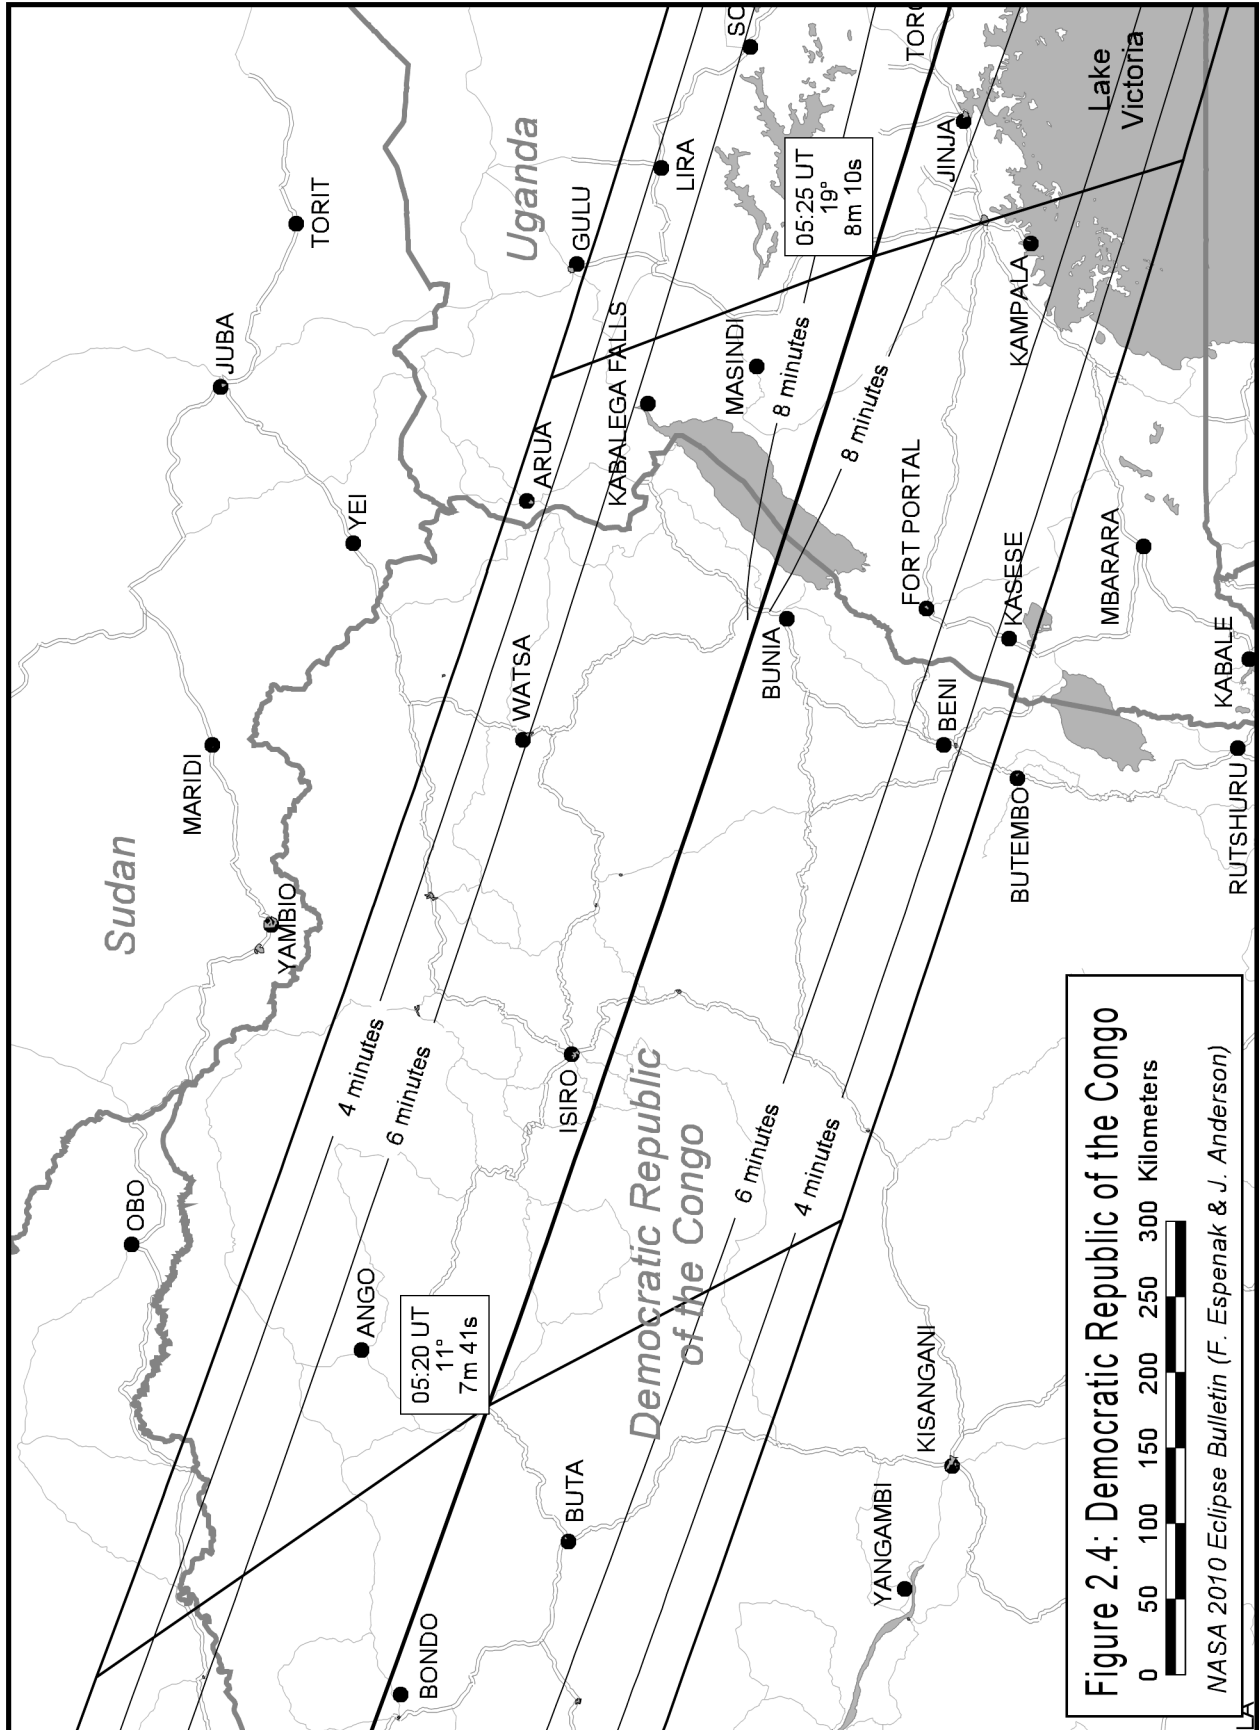 Sudan
Uganda
Democratic Republic
of the Congo
Lake
Victoria
OBO
YAMBIO
MARIDI
YEI
JUBA
TORIT
ANGO
ISIRO
WATSA
ARUA
KABALEGA FALLS
GULU
LIRA
MASINDI
BONDO
BUTA
BUNIA
FORT PORTAL
KASESE
KAMPALA
JINJA
YANGAMBI
KISANGANI
BENI
BUTEMBO
MBARARA
KABALE
RUTSHURU
4 minutes
6 minutes
6 minutes
4 minutes
8 minutes
8 minutes
05:20 UT
11°
7m 41s
05:25 UT
19°
8m 10s
Figure 2.4: Democratic Republic of the Congo
0 50 100 150 200 250 300 Kilometers
NASA 2010 Eclipse Bulletin (F. Espenak & J. Anderson)